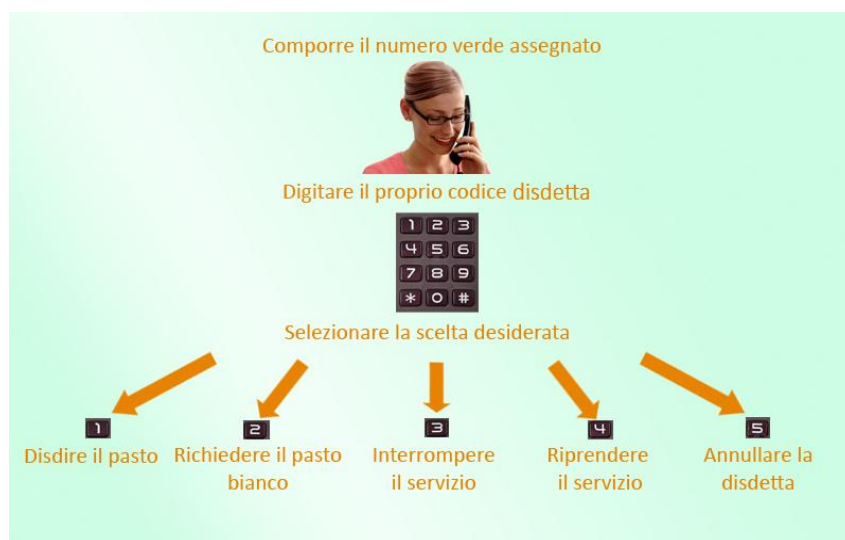 Comporre il numero verde assegnato
Digitare il proprio codice disdetta
1 2 3
4 5 6
7 8 9
* 0 #
Selezionare la scelta desiderata
1 2 3 4 5
Disdire il pasto Richiedere il pasto Interrompere Riprendere Annullare la
bianco il servizio il servizio disdetta